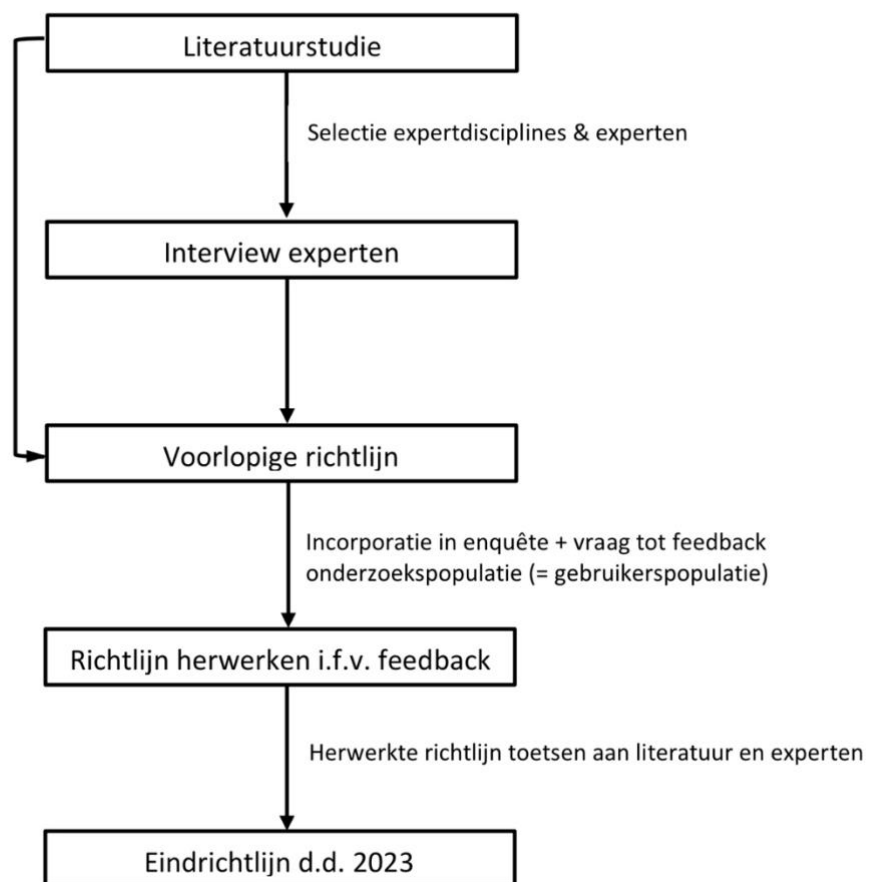 Literatuurstudie
Selectie expertdisciplines & experten
Interview experten
Voorlopige richtlijn
Incorporatie in enquête + vraag tot feedback
onderzoekspopulatie (= gebruikerspopulatie)
Richtlijn herwerken i.f.v. feedback
Herwerkte richtlijn toetsen aan literatuur en experten
Eindrichtlijn d.d. 2023